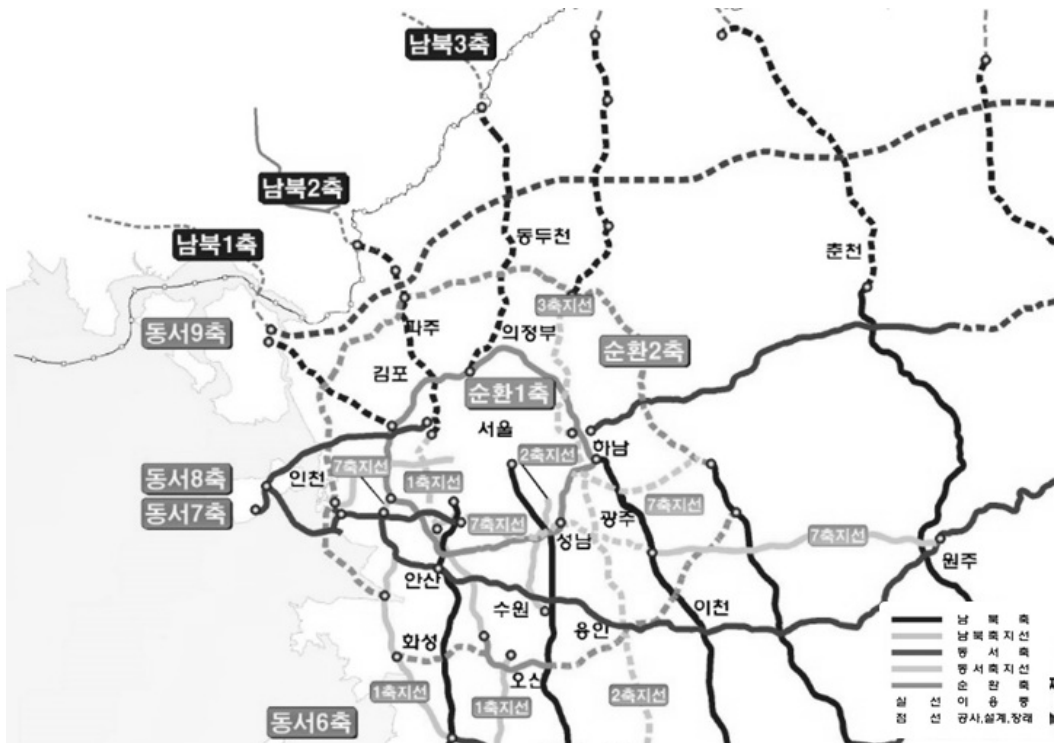 남북3축
남북2축
남북1축
동두천
춘천
3축지선
동서9축
파주
의정부
순환2축
김포
순환1축
서울
하남
2축지선
7축지선
동서8축
인천
1축지선
동서7축
7축지선
광주
7축지선
성남
7축지선
원주
안산
수원
용인
이천
화성
오산
1축지선
1축지선
2축지선
동서6축
남 북 축
남북축지선
동 서 축
동서축지선
순 환 축
실 선 이 용 중
점 선 공사,설계,장래